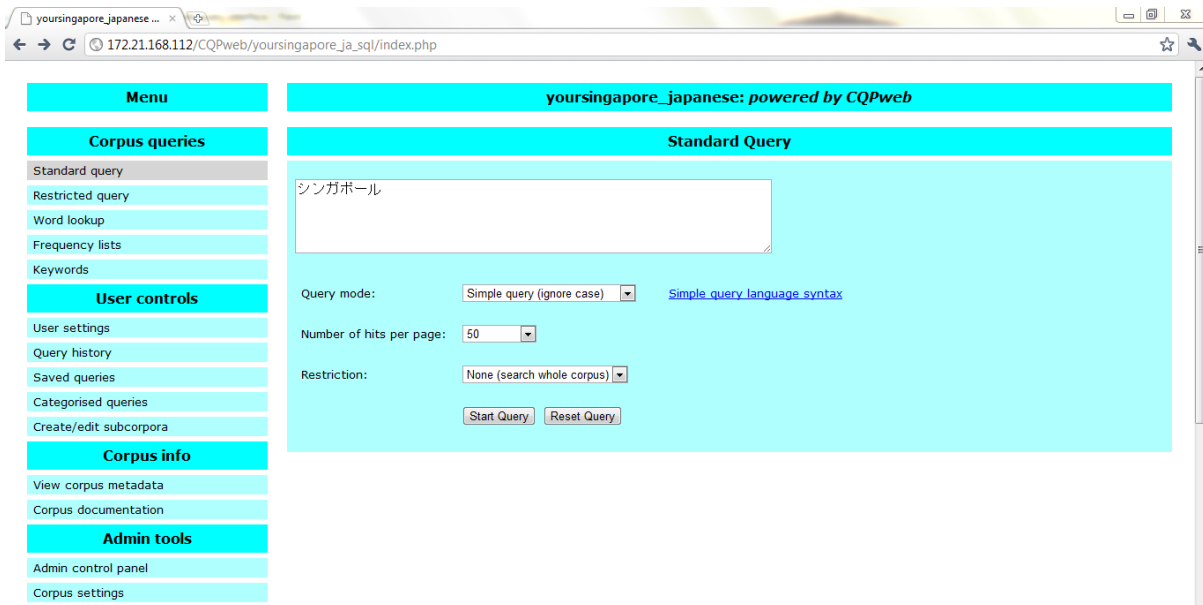 yoursingapore_japanese ...
172.21.168.112/CQPweb/yoursingapore_ja_sql/index.php
Menu
yoursingapore_japanese: powered by CQPweb
Corpus queries
Standard Query
Standard query
Restricted query
Word lookup
Frequency lists
Keywords
User controls
User settings
Query history
Saved queries
Categorised queries
Create/edit subcorpora
Corpus info
View corpus metadata
Corpus documentation
Admin tools
Admin control panel
Corpus settings
シンガポール
Query mode: Simple query (ignore case) Simple query language syntax
Number of hits per page: 50
Restriction: None (search whole corpus)
Start Query Reset Query